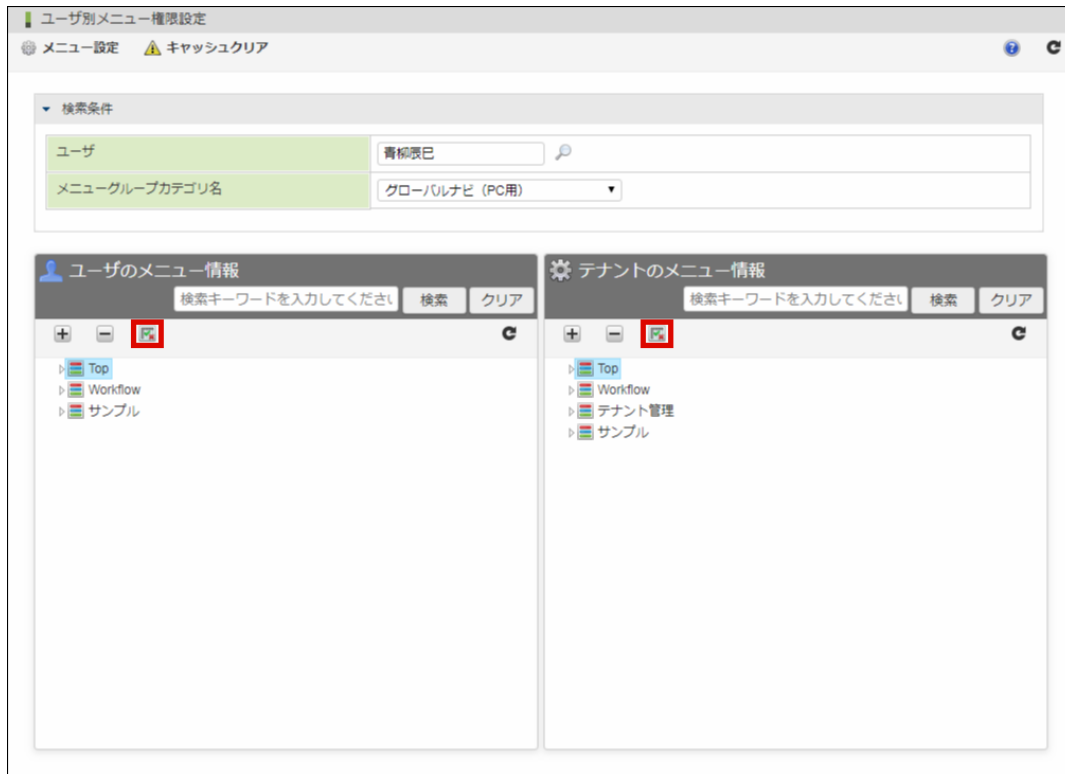 ユーザ別メニュー権限設定
メニュー設定 キャッシュクリア
検索条件
ユーザ 青柳辰巳
メニューグループカテゴリ名 グローバルナビ（PC用）
ユーザのメニュー情報
検索キーワードを入力してくださ 検索 クリア
Top
Workflow
サンプル
テナントのメニュー情報
検索キーワードを入力してくださ 検索 クリア
Top
Workflow
テナント管理
サンプル